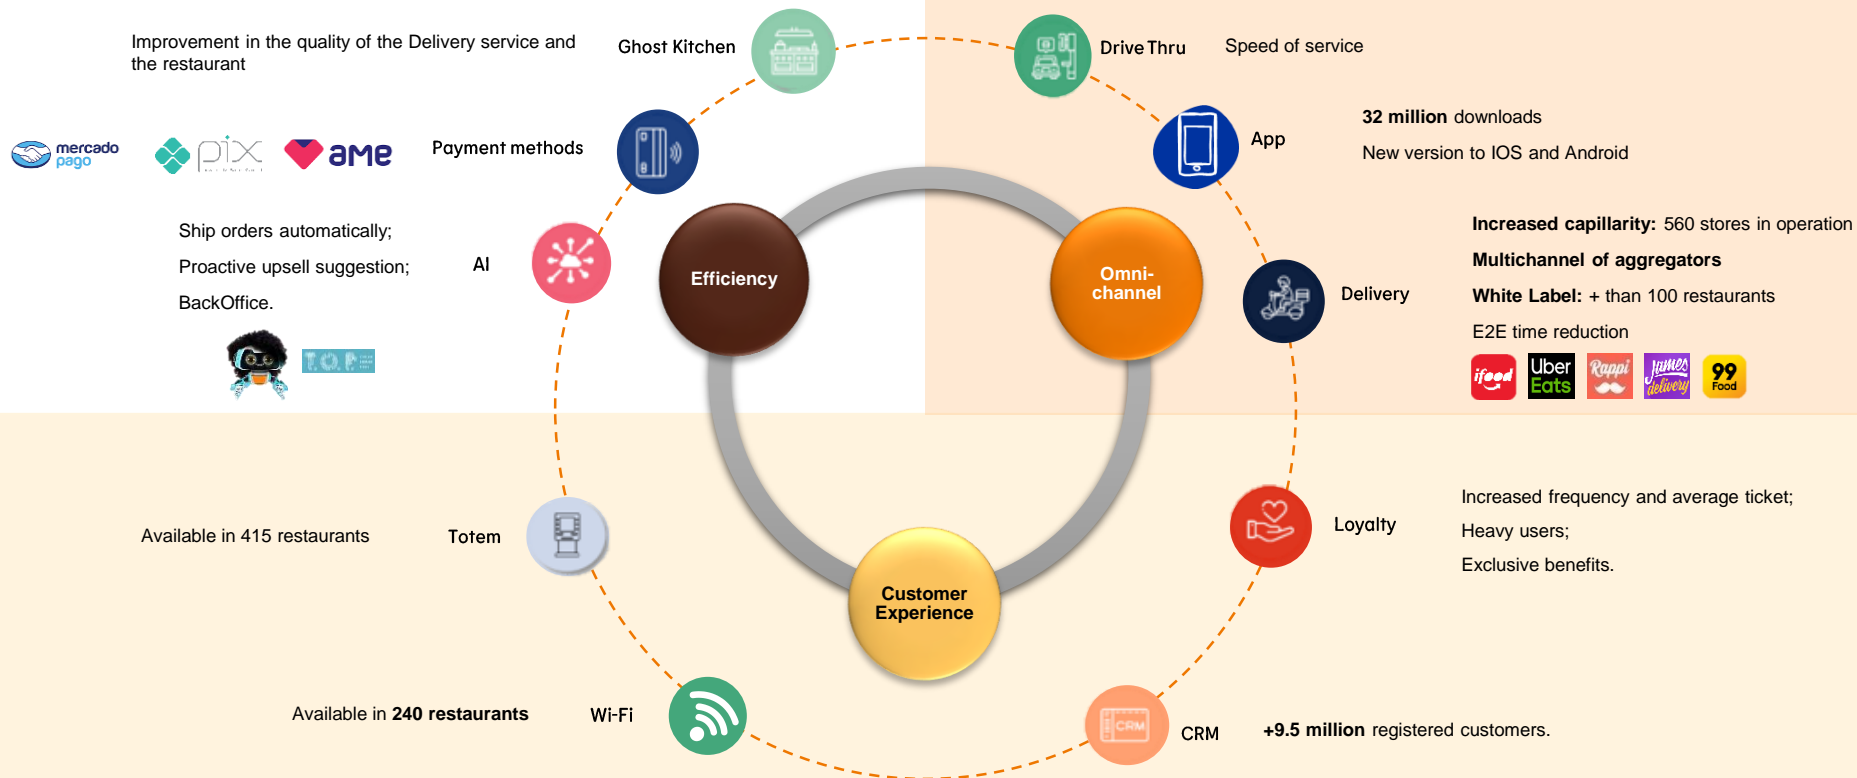 Improvement in the quality of the Delivery service and
the restaurant
Ghost Kitchen
Drive Thru
Speed of service
mercado
pago
pix
ame
Payment methods
App
32 million downloads
New version to IOS and Android
Ship orders automatically;
Proactive upsell suggestion;
BackOffice.
AI
T.O.P.
Efficiency
Omni-
channel
Delivery
Increased capillarity: 560 stores in operation
Multichannel of aggregators
White Label: + than 100 restaurants
E2E time reduction
ifood
Uber
Eats
Rappi
James
delivery
99
Food
Available in 415 restaurants
Totem
Customer
Experience
Loyalty
Increased frequency and average ticket;
Heavy users;
Exclusive benefits.
Available in 240 restaurants
Wi-Fi
CRM
CRM
+9.5 million registered customers.